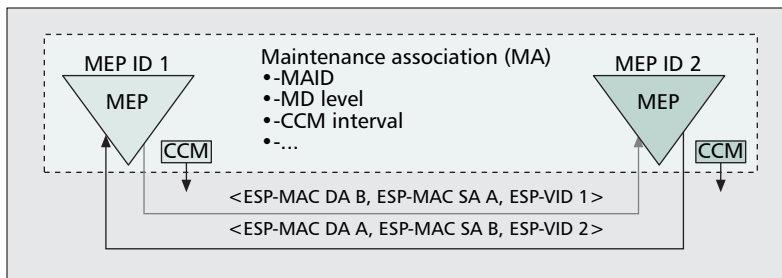 MEP ID 1
MEP
CCM
Maintenance association (MA)
•-MAID
•-MD level
•-CCM interval
•-...
MEP ID 2
MEP
CCM
<ESP-MAC DA B, ESP-MAC SA A, ESP-VID 1>
<ESP-MAC DA A, ESP-MAC SA B, ESP-VID 2>